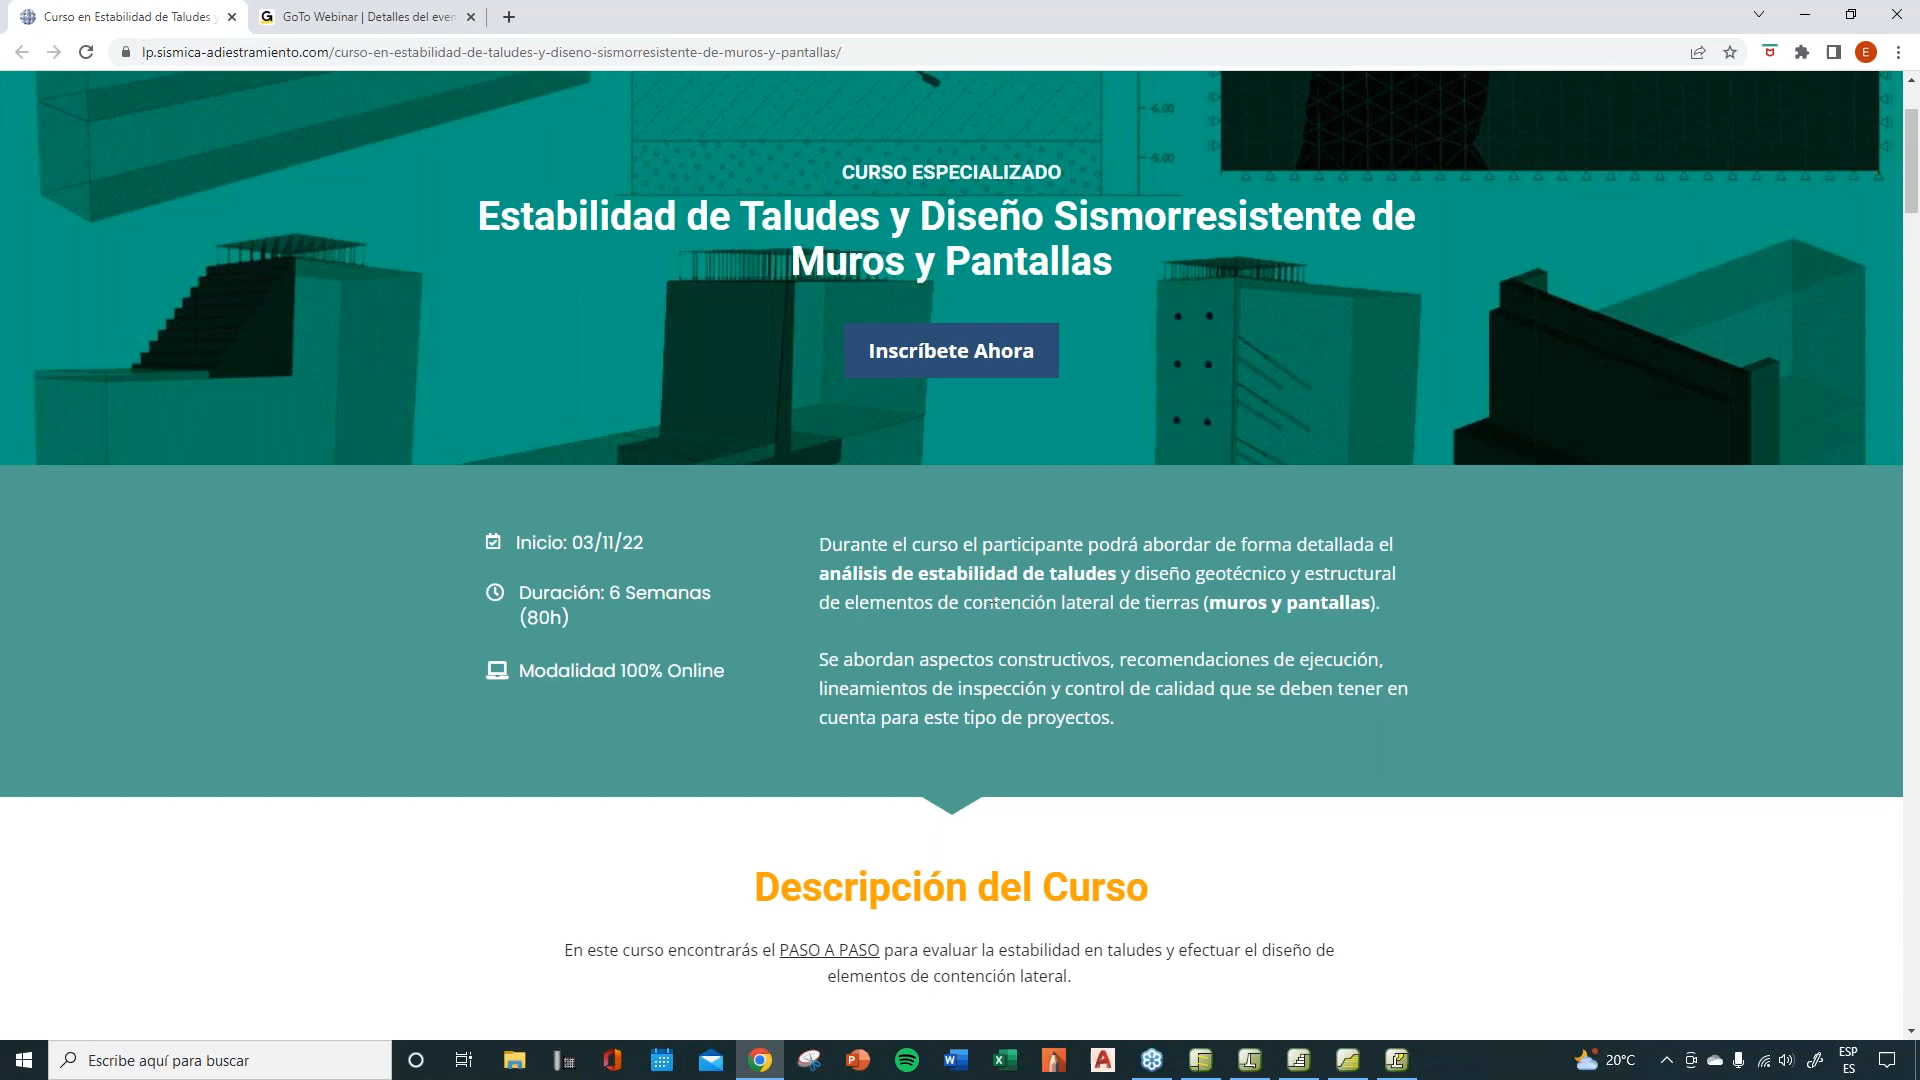 Curso en Estabilidad de Taludes y
GoTo Webinar | Detalles del even
lp.sismica-adiestramiento.com/curso-en-estabilidad-de-taludes-y-diseno-sismorresistente-de-muros-y-pantallas/
E
-6.00
-9.00
CURSO ESPECIALIZADO
Estabilidad de Taludes y Diseño Sismorresistente de
Muros y Pantallas
Inscríbete Ahora
Inicio: 03/11/22
Duración: 6 Semanas
(80h)
Modalidad 100% Online
Durante el curso el participante podrá abordar de forma detallada el
análisis de estabilidad de taludes y diseño geotécnico y estructural
de elementos de contención lateral de tierras (muros y pantallas).
Se abordan aspectos constructivos, recomendaciones de ejecución,
lineamientos de inspección y control de calidad que se deben tener en
cuenta para este tipo de proyectos.
Descripción del Curso
En este curso encontrarás el PASO A PASO para evaluar la estabilidad en taludes y efectuar el diseño de
elementos de contención lateral.
Escribe aquí para buscar
20°C
ESP
ES